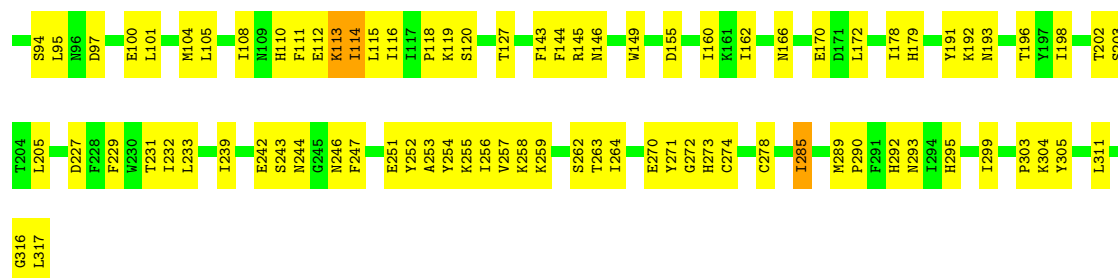 S94 L95 N96 D97 E100 L101 M104 L105 I108 N109 H110 F111 E112 K113 I114 L115 I116 I117 P118 K119 S120 T127 F143 F144 R145 N146 W149 D155 I160 K161 I162 N166 E170 D171 L172 I178 H179 Y191 K192 N193 T196 Y197 I198 T202 S203
T204 L205 D227 F228 F229 W230 T231 I232 L233 I239 E242 S243 N244 G245 N246 F247 E251 Y252 A253 Y254 K255 I256 V257 K258 K259 S262 T263 I264 E270 Y271 G272 H273 C274 C278 I285 M289 P290 F291 H292 N293 I294 H295 I299 P303 K304 Y305 L311
G316 L317